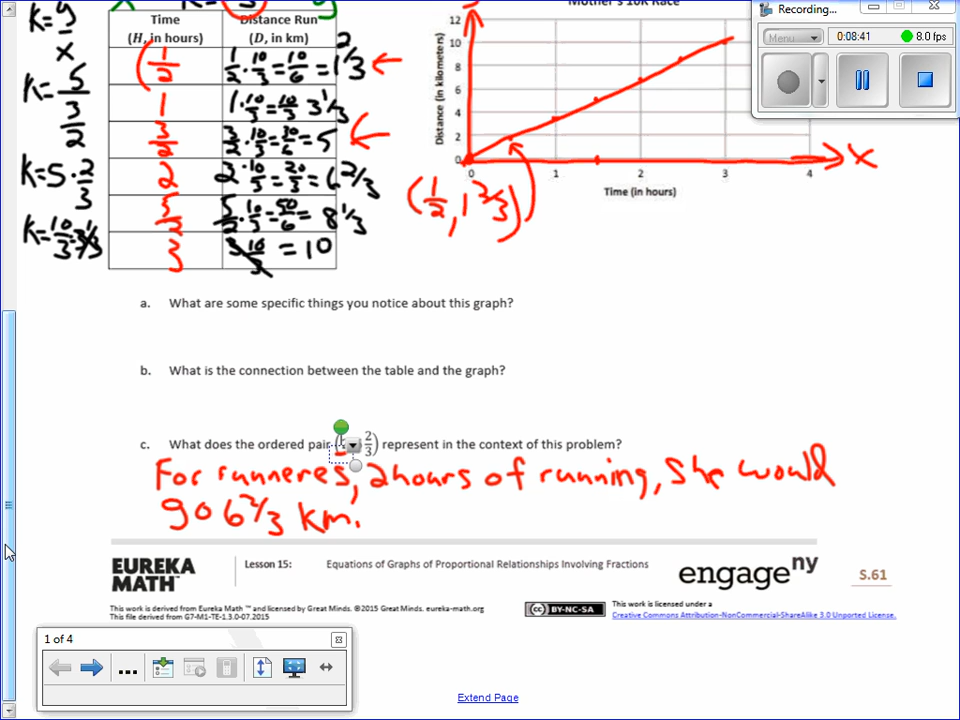 K=y
x
K=5
3
2
K=5·2
3
K=10
3 = 3 1/3
Time
(H, in hours)
Distance Run
(D, in km)
1/2
1/2 · 10/3 = 10/6 = 1 2/3
1
1·10/3 = 10/3 3 1/3
3/2
3/2 · 10/3 = 30/6 = 5
2
2·10/3 = 20/3 = 6 2/3
5/2
5/2 · 10/3 = 50/6 = 8 1/3
3
3·10/3 = 10
Mother's 10K Race
Distance (in kilometers)
12
10
8
6
4
2
0
0 1 2 3 4
Time (in hours)
X
(1/2, 1 2/3)
Recording...
Menu
0:08:41
8.0 fps
a. What are some specific things you notice about this graph?
b. What is the connection between the table and the graph?
c. What does the ordered pair 2/3) represent in the context of this problem?
For runneres, 2 hours of running, she would
go 6 2/3 km.
EUREKA
MATH™
Lesson 15: Equations of Graphs of Proportional Relationships Involving Fractions
engage ny
S.61
This work is derived from Eureka Math ™ and licensed by Great Minds. ©2015 Great Minds. eureka-math.org
This file derived from G7-M1-TE-1.3.0-07.2015
(cc) BY-NC-SA
This work is licensed under a
Creative Commons Attribution-NonCommercial-ShareAlike 3.0 Unported License.
1 of 4
Extend Page